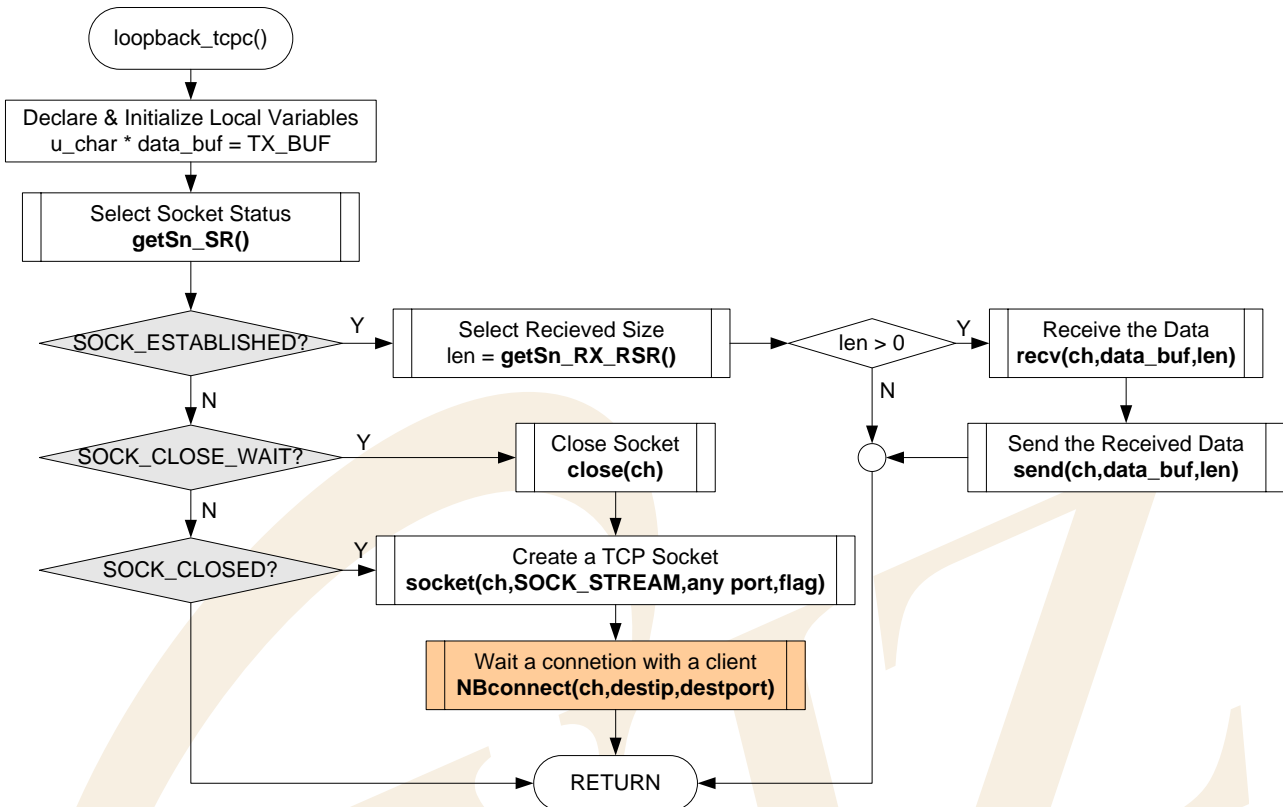 loopback_tcpc()
Declare & Initialize Local Variables
u_char * data_buf = TX_BUF
Select Socket Status
getSn_SR()
SOCK_ESTABLISHED?
Y
Select Recieved Size
len = getSn_RX_RSR()
len > 0
Y
Receive the Data
recv(ch,data_buf,len)
N
N
SOCK_CLOSE_WAIT?
Y
Close Socket
close(ch)
Send the Received Data
send(ch,data_buf,len)
N
SOCK_CLOSED?
Y
Create a TCP Socket
socket(ch,SOCK_STREAM,any port,flag)
Wait a connetion with a client
NBconnect(ch,destip,destport)
RETURN